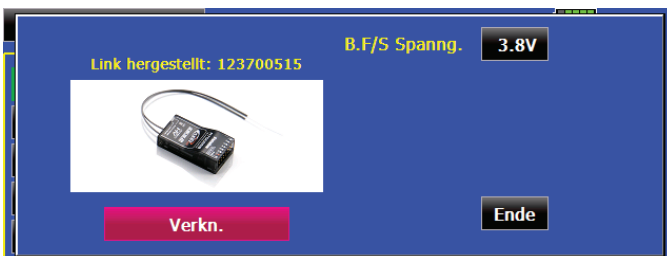 B.F/S Spanng. 3.8V
Link hergestellt: 123700515
Verkn.
Ende